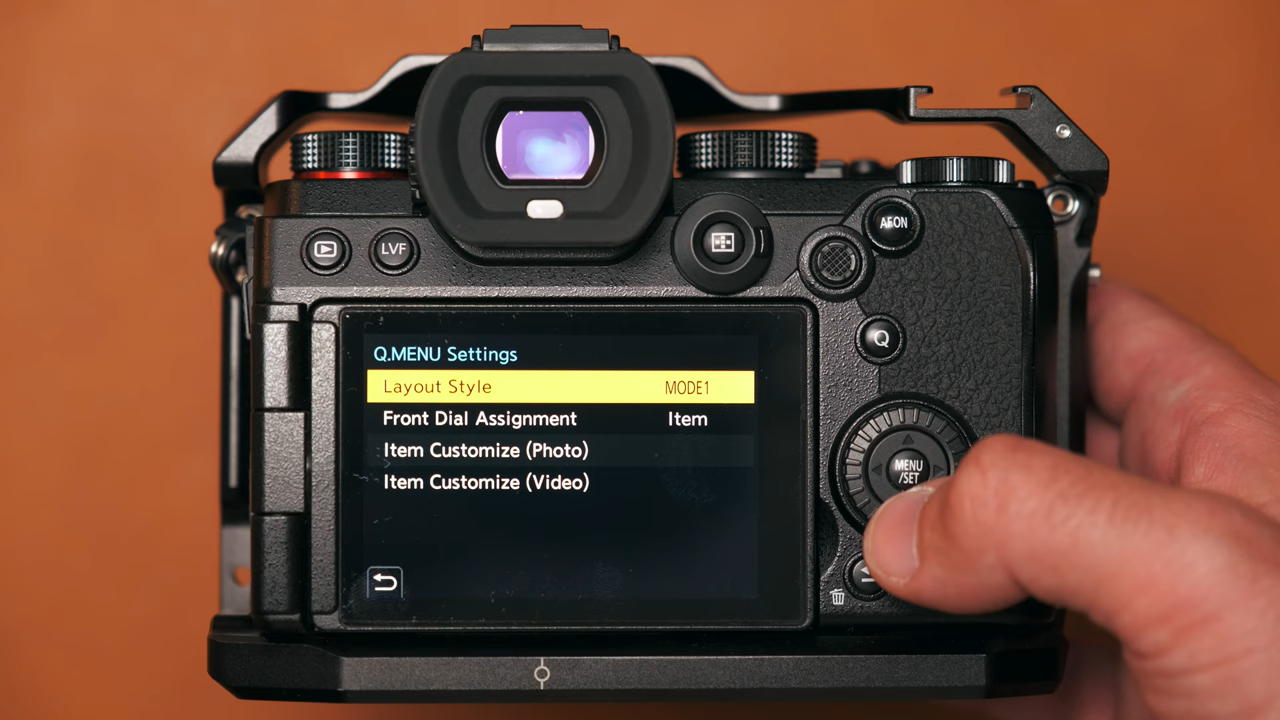 LVF
AF ON
Q
Q.MENU Settings
Layout Style MODE1
Front Dial Assignment Item
Item Customize (Photo)
Item Customize (Video)
MENU
/SET